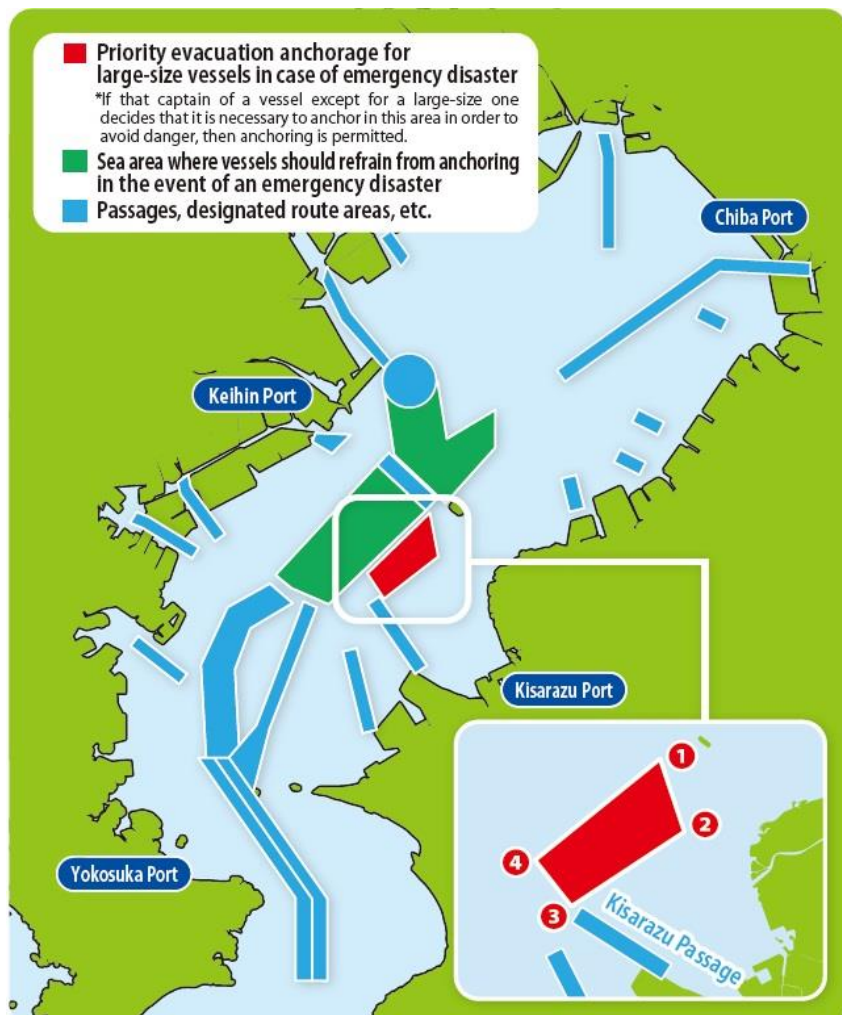 Priority evacuation anchorage for
large-size vessels in case of emergency disaster
*If that captain of a vessel except for a large-size one
decides that it is necessary to anchor in this area in order to
avoid danger, then anchoring is permitted.
Sea area where vessels should refrain from anchoring
in the event of an emergency disaster
Passages, designated route areas, etc.
Chiba Port
Keihin Port
Kisarazu Port
Yokosuka Port
1
2
4
3
Kisarazu Passage